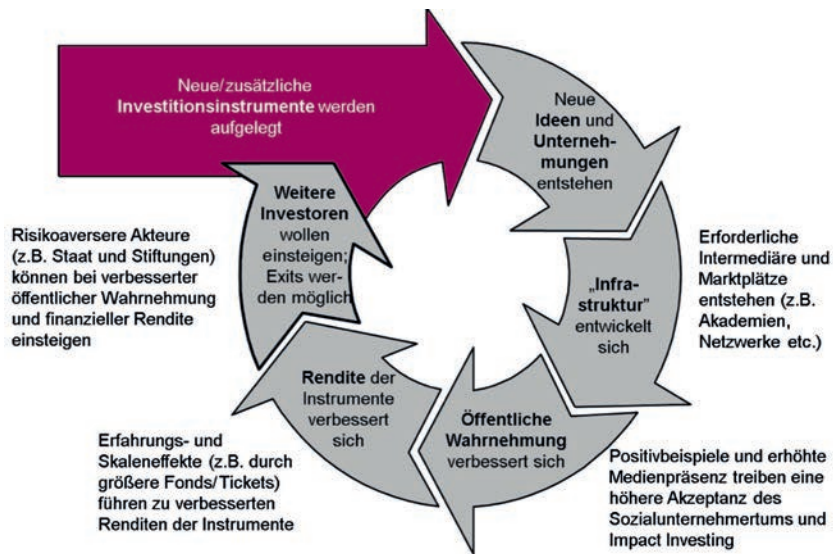 Neue/zusätzliche
Investitionsinstrumente werden
aufgelegt
Neue
Ideen und
Unterneh-
mungen
entstehen
Erforderliche
Intermediäre und
Marktplätze
entstehen (z.B.
Akademien,
Netzwerke etc.)
„Infra-
struktur"
entwickelt
sich
Öffentliche
Wahrnehmung
verbessert sich
Positivbeispiele und erhöhte
Medienpräsenz treiben eine
höhere Akzeptanz des
Sozialunternehmertums und
Impact Investing
Rendite der
Instrumente
verbessert
sich
Erfahrungs- und
Skaleneffekte (z.B. durch
größere Fonds/Tickets)
führen zu verbesserten
Renditen der Instrumente
Weitere
Investoren
wollen
einsteigen;
Exits wer-
den möglich
Risikoaversere Akteure
(z.B. Staat und Stiftungen)
können bei verbesserter
öffentlicher Wahrnehmung
und finanzieller Rendite
einsteigen